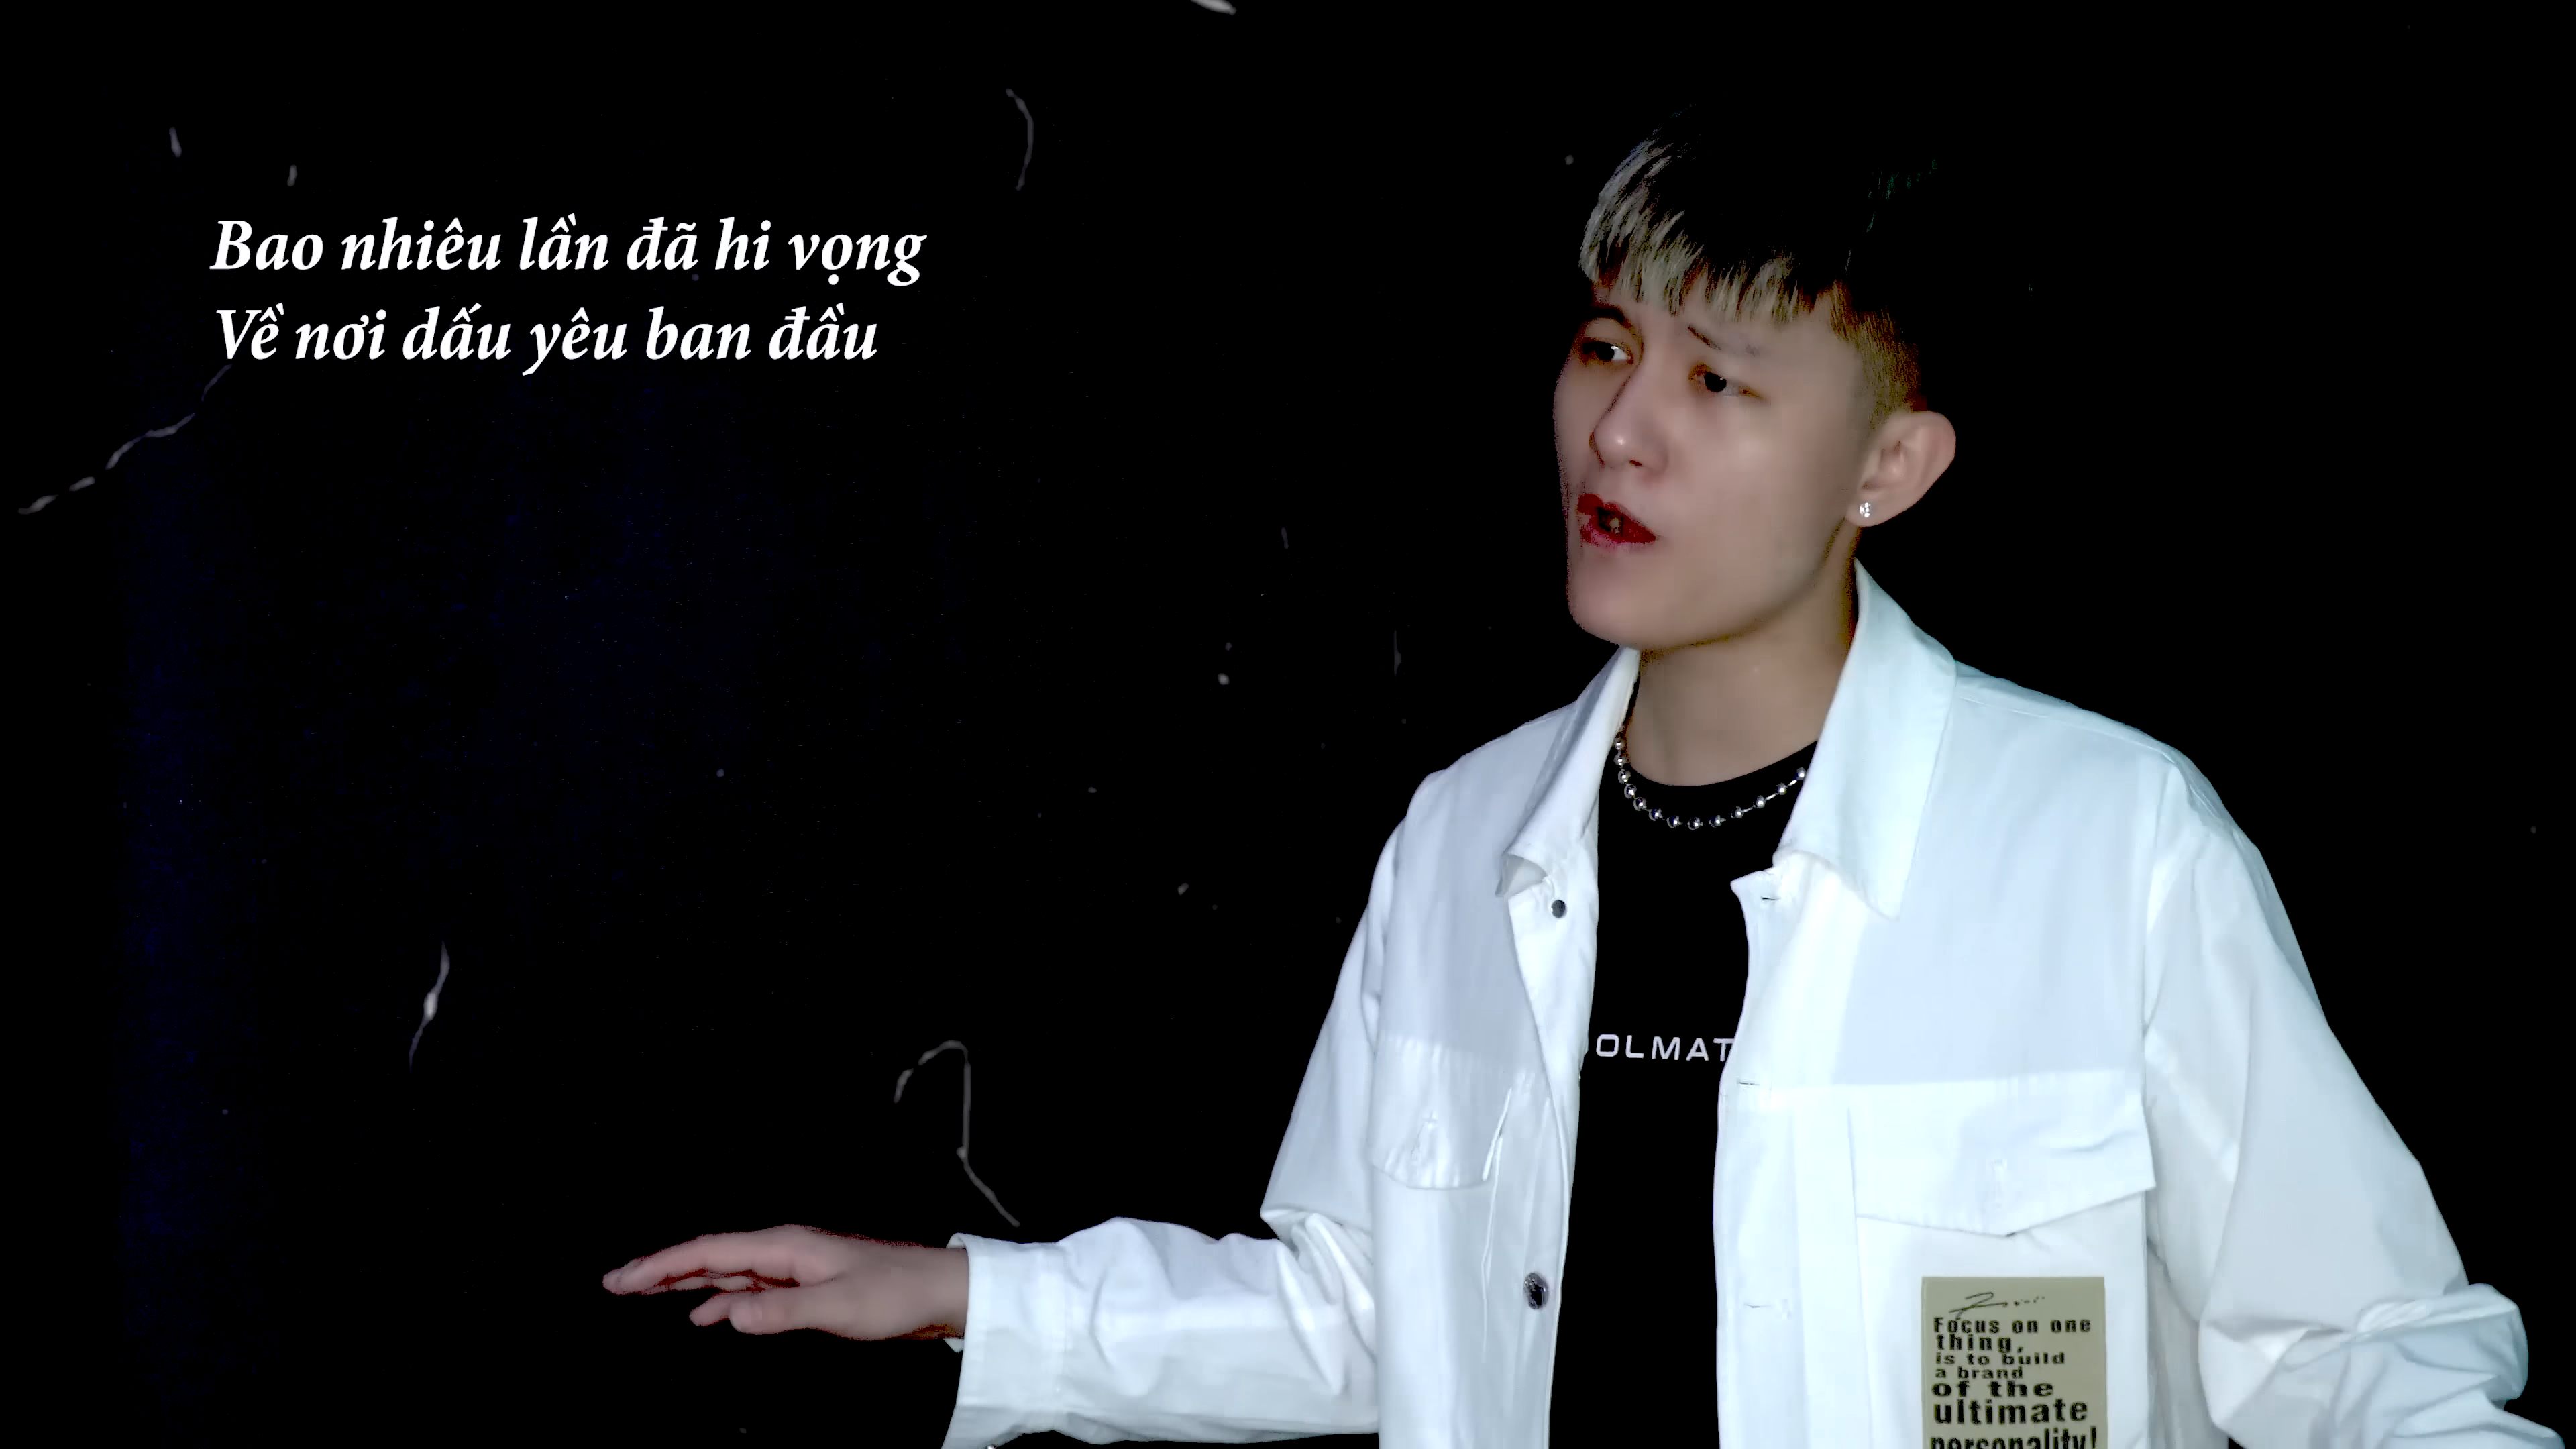 Bao nhiêu lần đã hi vọng
Về nơi dấu yêu ban đầu
OLMAT
Focus on one
thing,
is to build
a brand
of the
ultimate
personality!